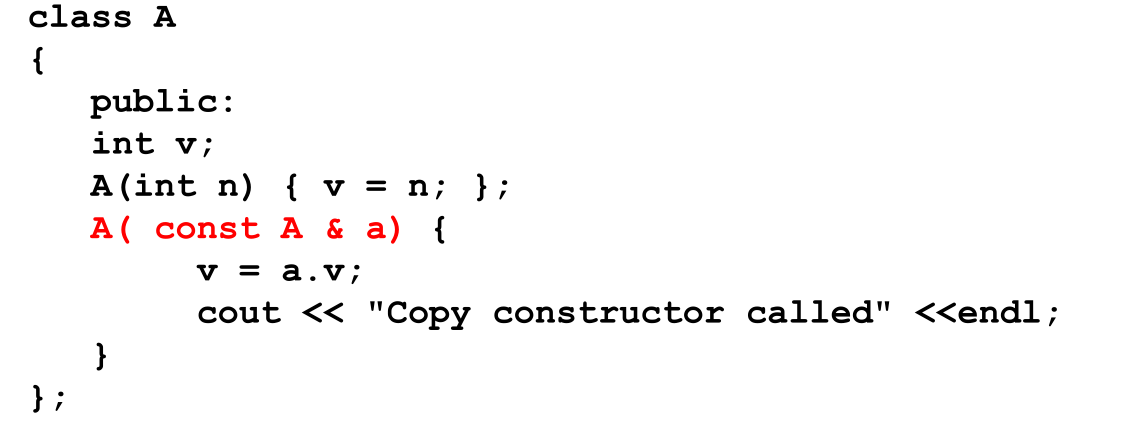 class A
{
public:
int v;
A(int n) { v = n; };
A( const A & a) {
v = a.v;
cout << "Copy constructor called" <<endl;
}
};